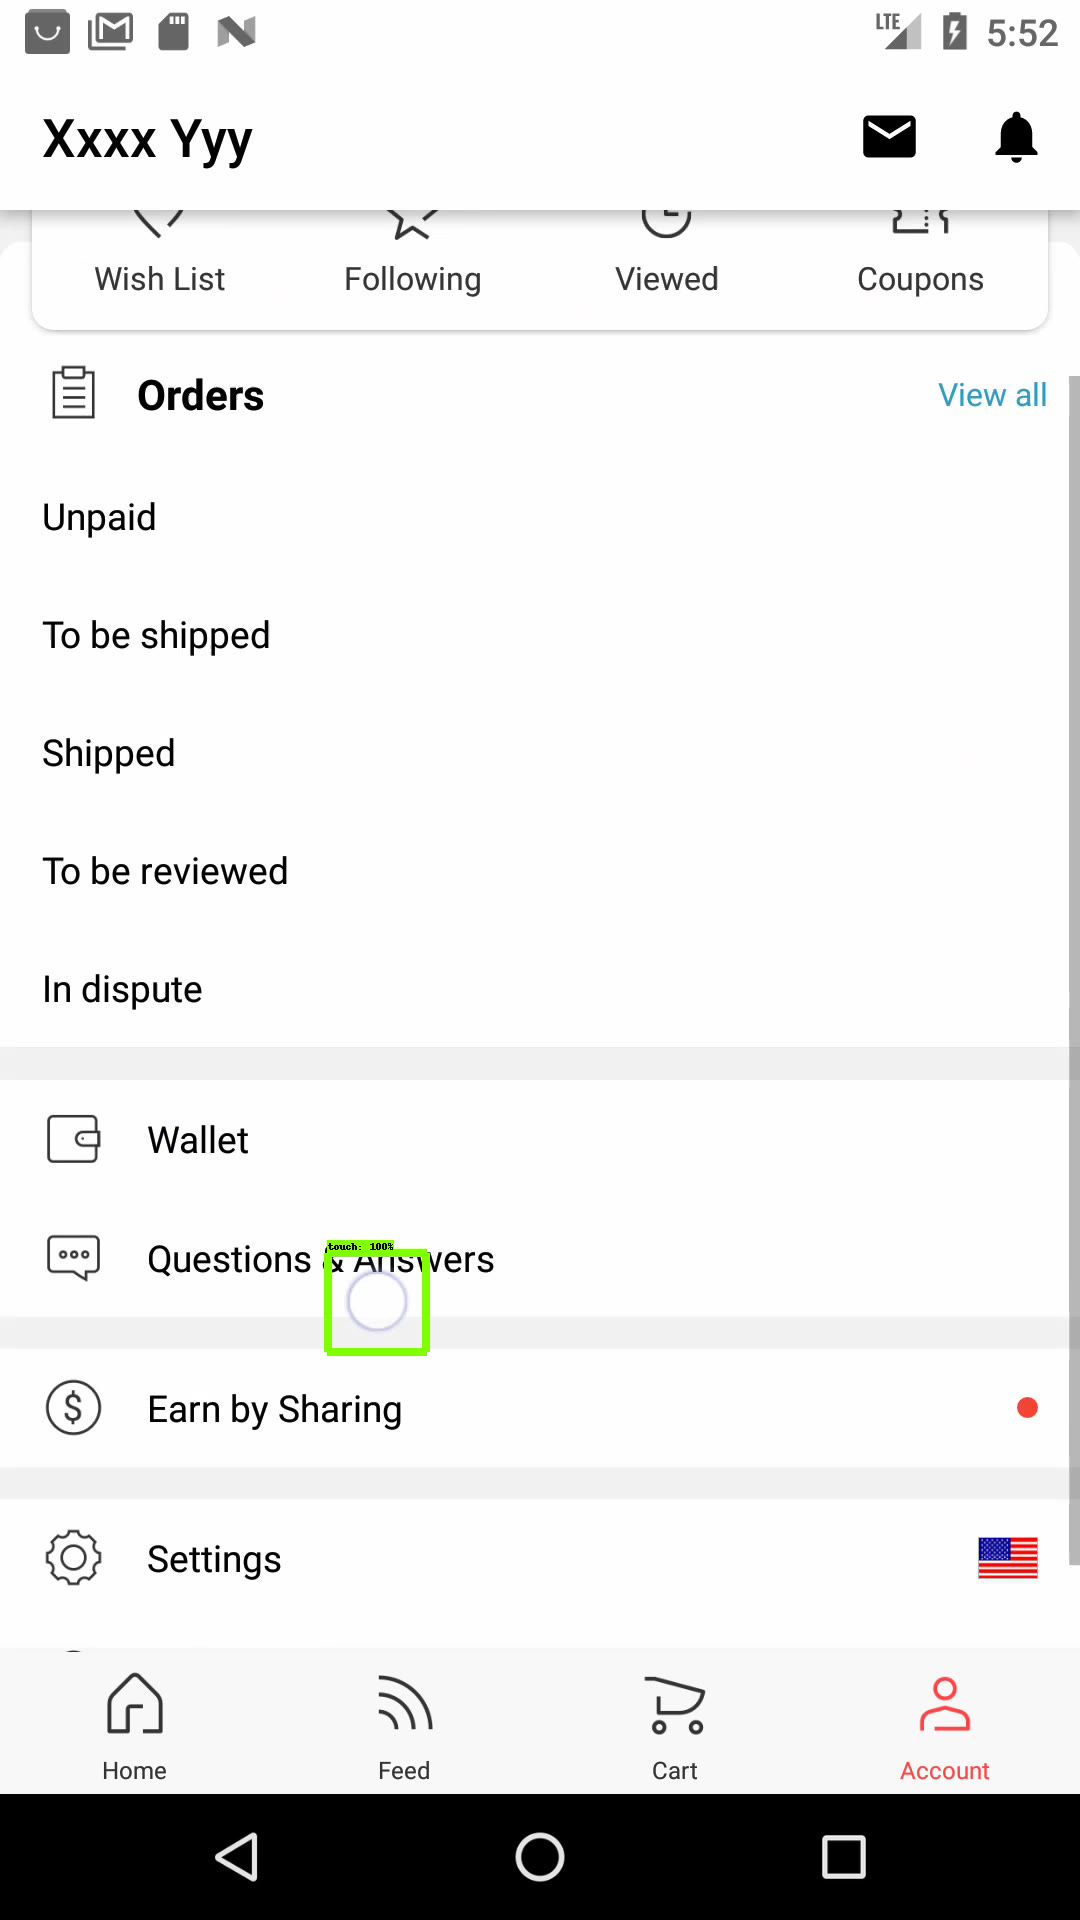 LTE 5:52
Xxxx Yyy
Wish List Following Viewed Coupons
Orders View all
Unpaid
To be shipped
Shipped
To be reviewed
In dispute
Wallet
touch: 100%
Questions & Answers
Earn by Sharing
Settings
Home Feed Cart Account